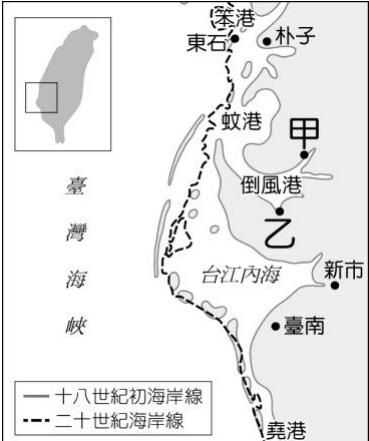 笨港
東石
朴子
蚊港
甲
倒風港
乙
臺灣海峽
台江內海
新市
臺南
十八世紀初海岸線
二十世紀海岸線
堯港